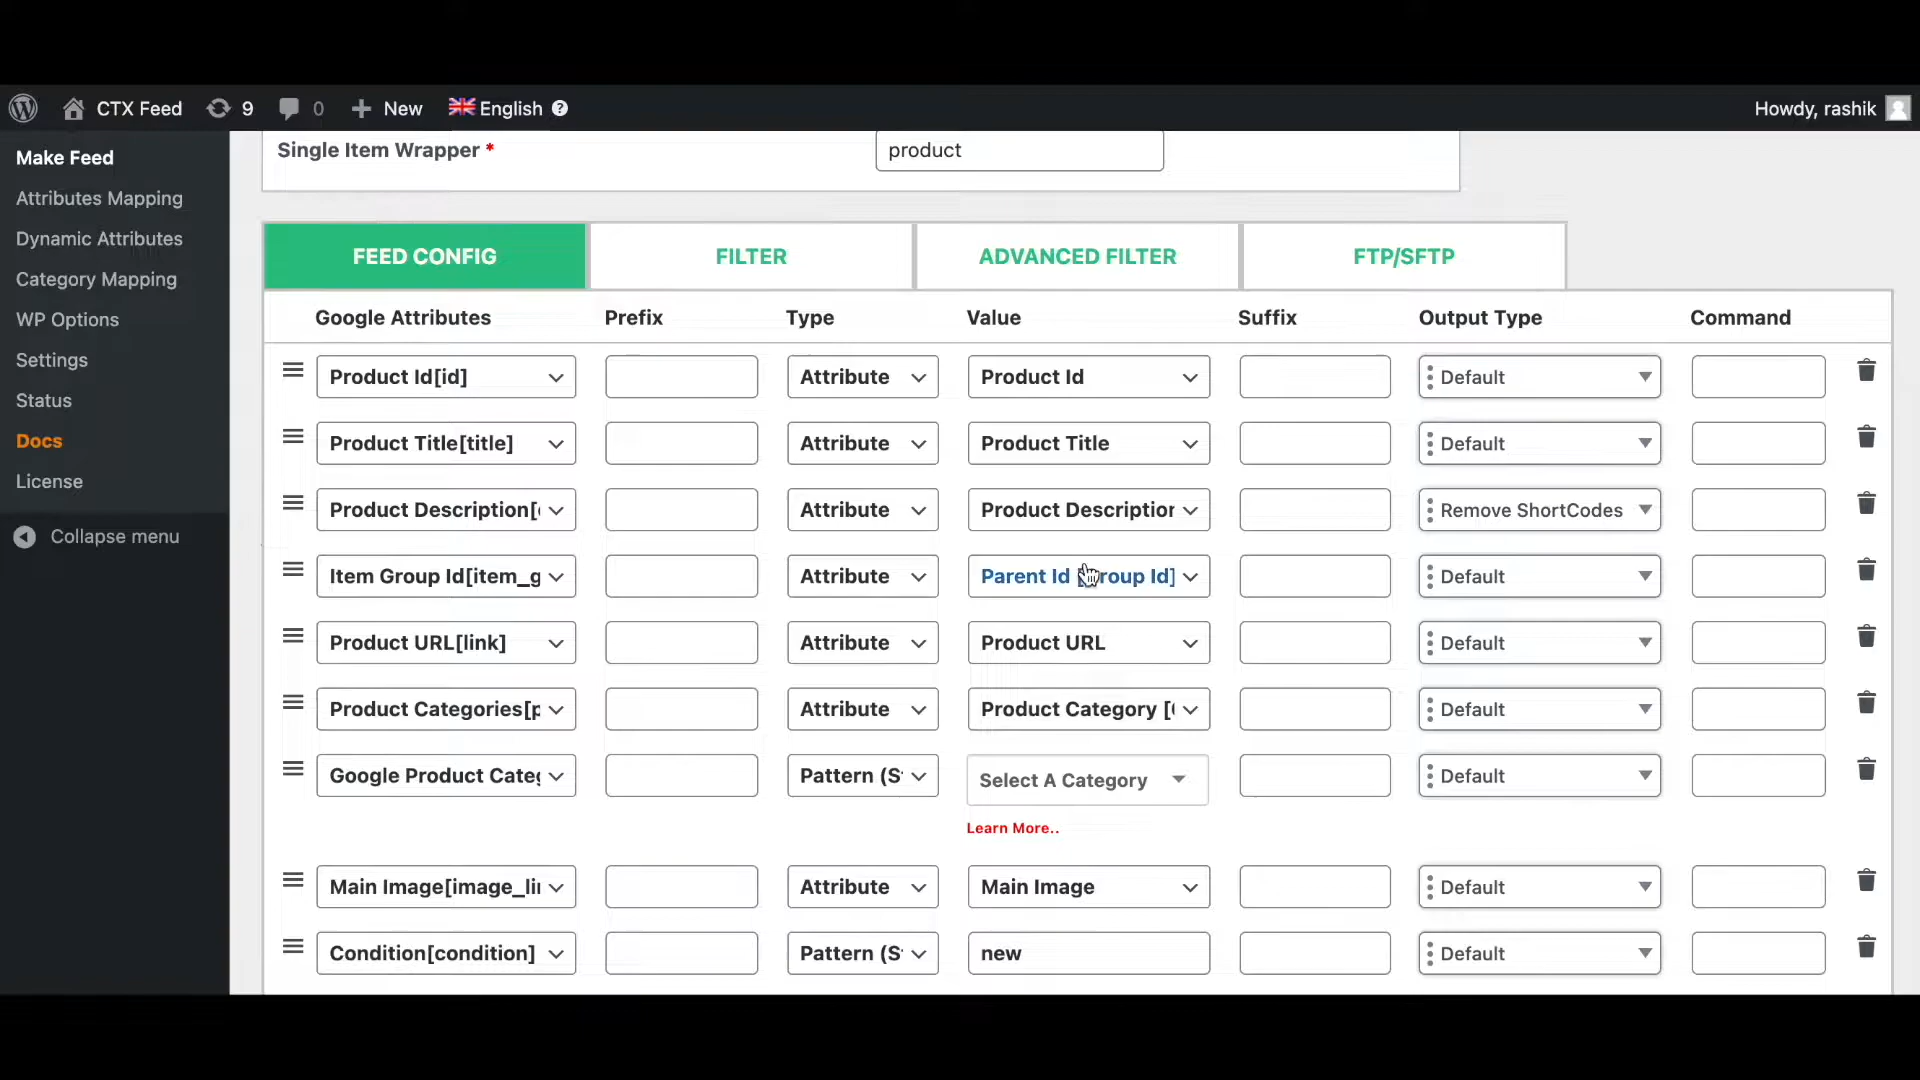 CTX Feed 9 0 + New English ? Howdy, rashik
Make Feed
Attributes Mapping
Dynamic Attributes
Category Mapping
WP Options
Settings
Status
Docs
License
Collapse menu
Single Item Wrapper * product
FEED CONFIG FILTER ADVANCED FILTER FTP/SFTP
Google Attributes Prefix Type Value Suffix Output Type Command
Product Id[id] Attribute Product Id Default
Product Title[title] Attribute Product Title Default
Product Description[ Attribute Product Description Remove ShortCodes
Item Group Id[item_g Attribute Parent Id [Group Id] Default
Product URL[link] Attribute Product URL Default
Product Categories[p Attribute Product Category [ Default
Google Product Categ Pattern (S Select A Category Default
Learn More..
Main Image[image_li Attribute Main Image Default
Condition[condition] Pattern (S new Default